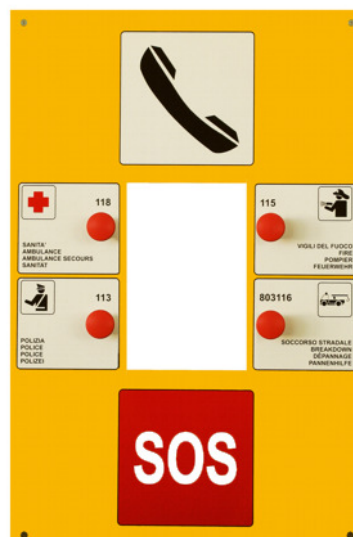 118
SANITA'
AMBULANCE
AMBULANCE SECOURS
SANITAT
115
VIGILI DEL FUOCO
FIRE
POMPIER
FEUERWEHR
113
POLIZIA
POLICE
POLICE
POLIZEI
803116
SOCCORSO STRADALE
BREAKDOWN
DÉPANNAGE
PANNENHILFE
SOS